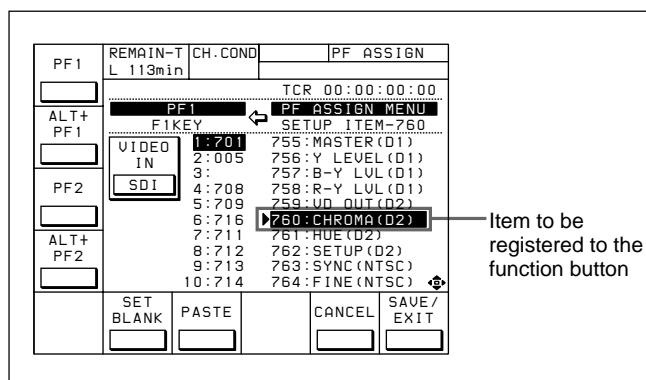 PF1
ALT+
PF1
PF2
ALT+
PF2
REMAIN-T
L 113min
CH.COND
PF ASSIGN
TCR 00:00:00:00
PF1
F1KEY
PF ASSIGN MENU
SETUP ITEM-760
VIDEO
IN
SDI
1:701
2:005
3:
4:708
5:709
6:716
7:711
8:712
9:713
10:714
755:MASTER(D1)
756:Y LEVEL(D1)
757:B-Y LVL(D1)
758:R-Y LVL(D1)
759:VD OUT(D2)
760:CHROMA(D2)
761:HUE(D2)
762:SETUP(D2)
763:SYNC(NTSC)
764:FINE(NTSC)
SET
BLANK
PASTE
CANCEL
SAVE/
EXIT
Item to be
registered to the
function button